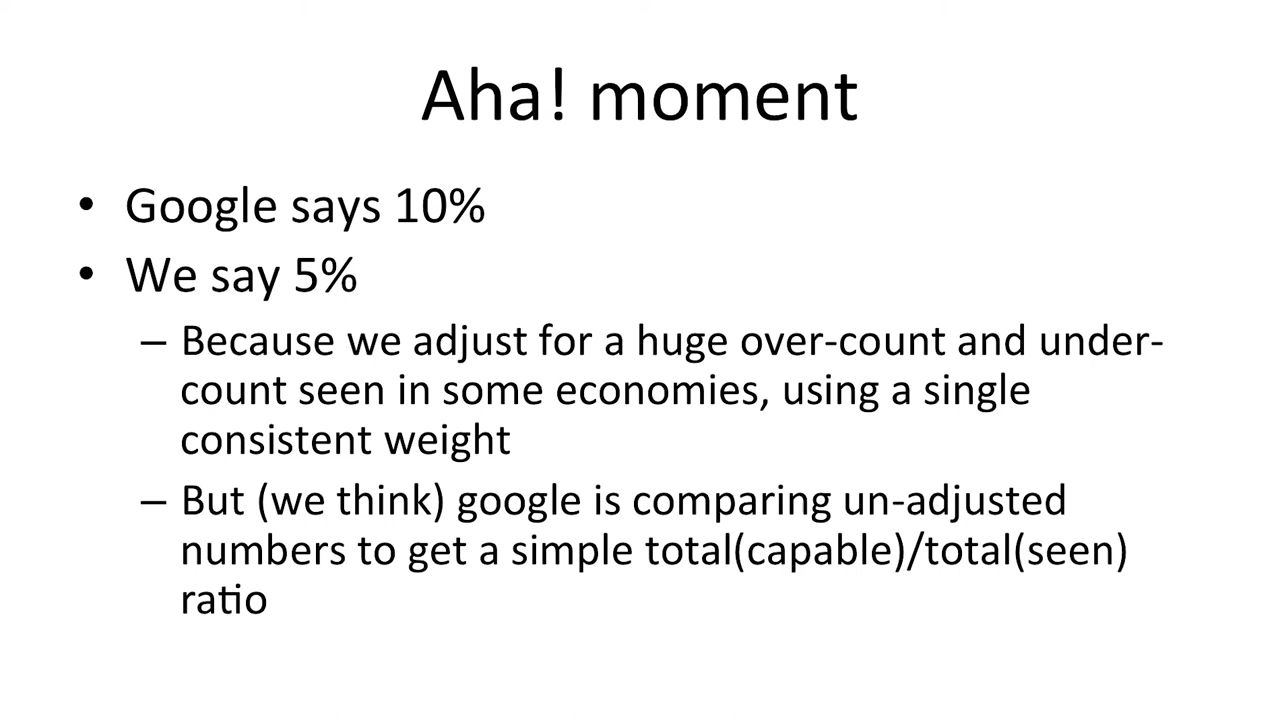 Aha! moment
• Google says 10%
• We say 5%
– Because we adjust for a huge over-count and under-
count seen in some economies, using a single
consistent weight
– But (we think) google is comparing un-adjusted
numbers to get a simple total(capable)/total(seen)
ratio